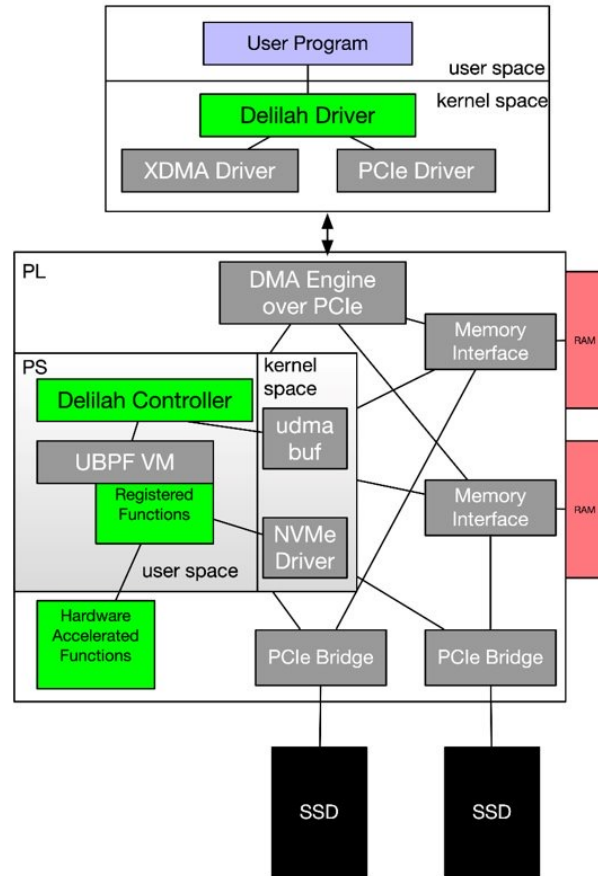 User Program
user space
kernel space
Delilah Driver
XDMA Driver
PCIe Driver
PL
DMA Engine
over PCIe
Memory
Interface
RAM
PS
kernel
space
Delilah Controller
udma
buf
UBPF VM
Registered
Functions
Memory
Interface
RAM
NVMe
Driver
user space
Hardware
Accelerated
Functions
PCIe Bridge
PCIe Bridge
SSD
SSD